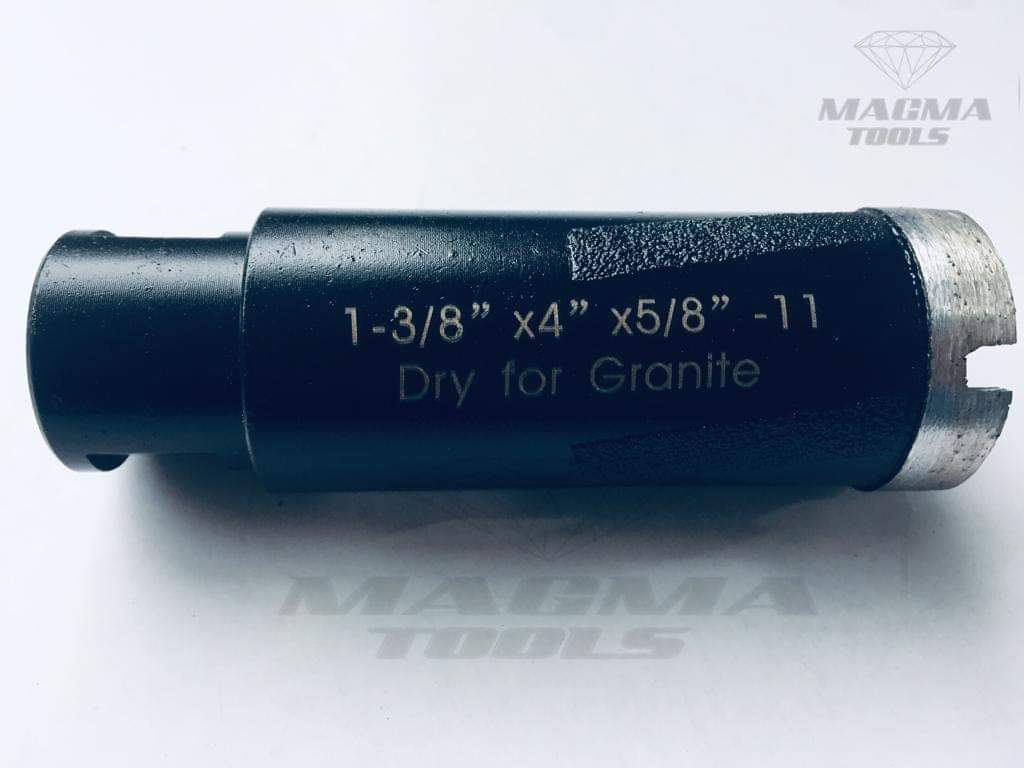 MAGMA
TOOLS
1-3/8” x4” x5/8” -11
Dry for Granite
MAGMA
TOOLS